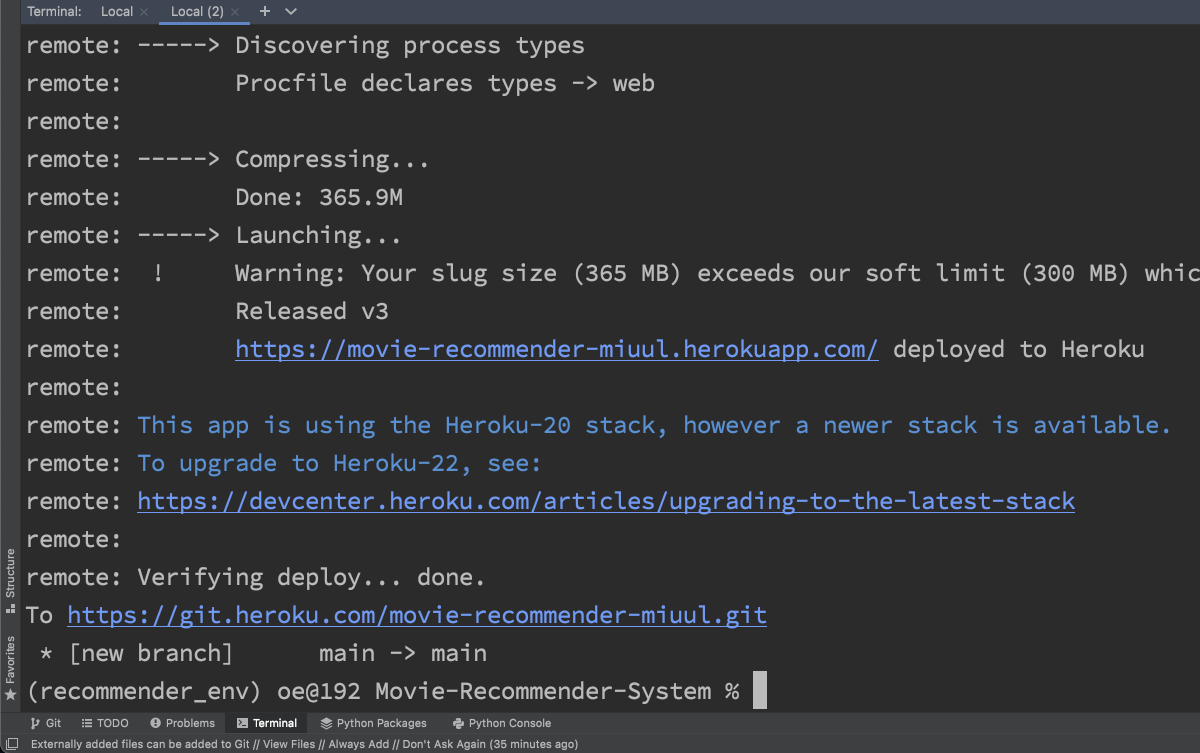 Terminal: Local × Local (2) × +
remote: -----> Discovering process types
remote:        Procfile declares types -> web
remote:
remote: -----> Compressing...
remote:        Done: 365.9M
remote: -----> Launching...
remote:  !     Warning: Your slug size (365 MB) exceeds our soft limit (300 MB) whic
remote:        Released v3
remote:        https://movie-recommender-miuul.herokuapp.com/ deployed to Heroku
remote:
remote: This app is using the Heroku-20 stack, however a newer stack is available.
remote: To upgrade to Heroku-22, see:
remote: https://devcenter.heroku.com/articles/upgrading-to-the-latest-stack
remote:
remote: Verifying deploy... done.
To https://git.heroku.com/movie-recommender-miuul.git
 * [new branch]      main -> main
(recommender_env) oe@192 Movie-Recommender-System %
Structure
Favorites
Git TODO Problems Terminal Python Packages Python Console
Externally added files can be added to Git // View Files // Always Add // Don't Ask Again (35 minutes ago)